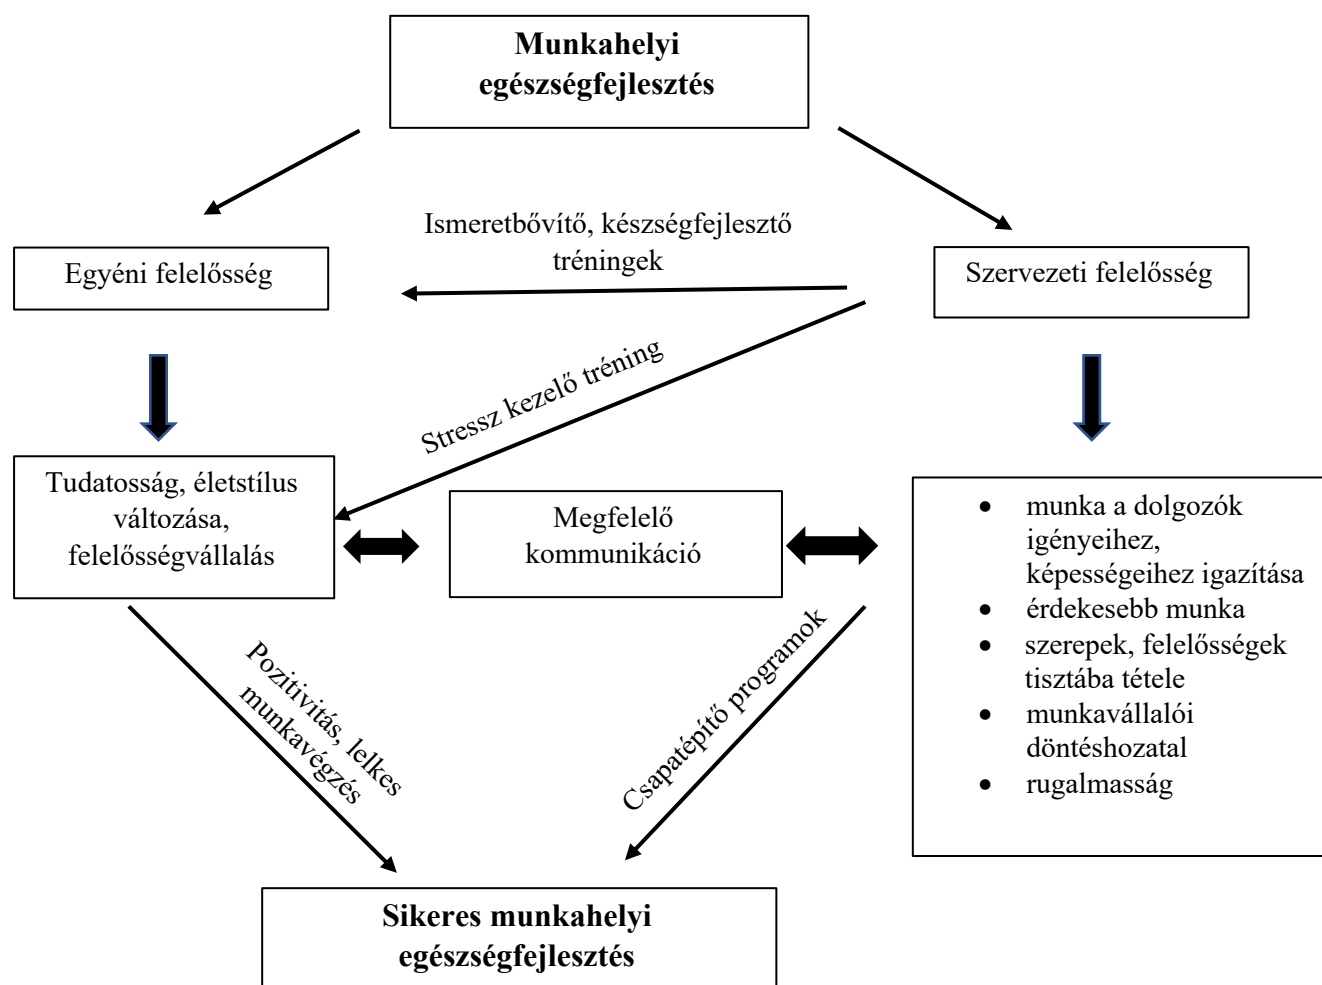 Munkahelyi
egészségfejlesztés
Ismeretbővítő, készségfejlesztő
tréningek
Egyéni felelősség
Szervezeti felelősség
Stressz kezelő tréning
Tudatosság, életstílus
változása,
felelősségvállalás
Megfelelő
kommunikáció
• munka a dolgozók
igényeihez,
képességeihez igazítása
• érdekesebb munka
• szerepek, felelősségek
tisztába tétele
• munkavállalói
döntéshozatal
• rugalmasság
Pozitivitás, lelkes
munkavégzés
Csapatépítő programok
Sikeres munkahelyi
egészségfejlesztés